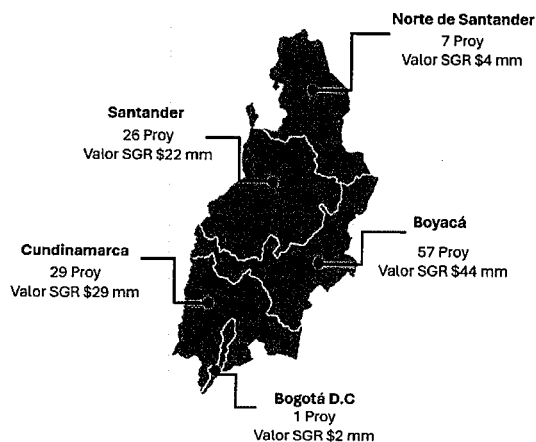 Norte de Santander
7 Proy
Valor SGR $4 mm
Santander
26 Proy
Valor SGR $22 mm
Boyacá
57 Proy
Valor SGR $44 mm
Cundinamarca
29 Proy
Valor SGR $29 mm
Bogotá D.C
1 Proy
Valor SGR $2 mm